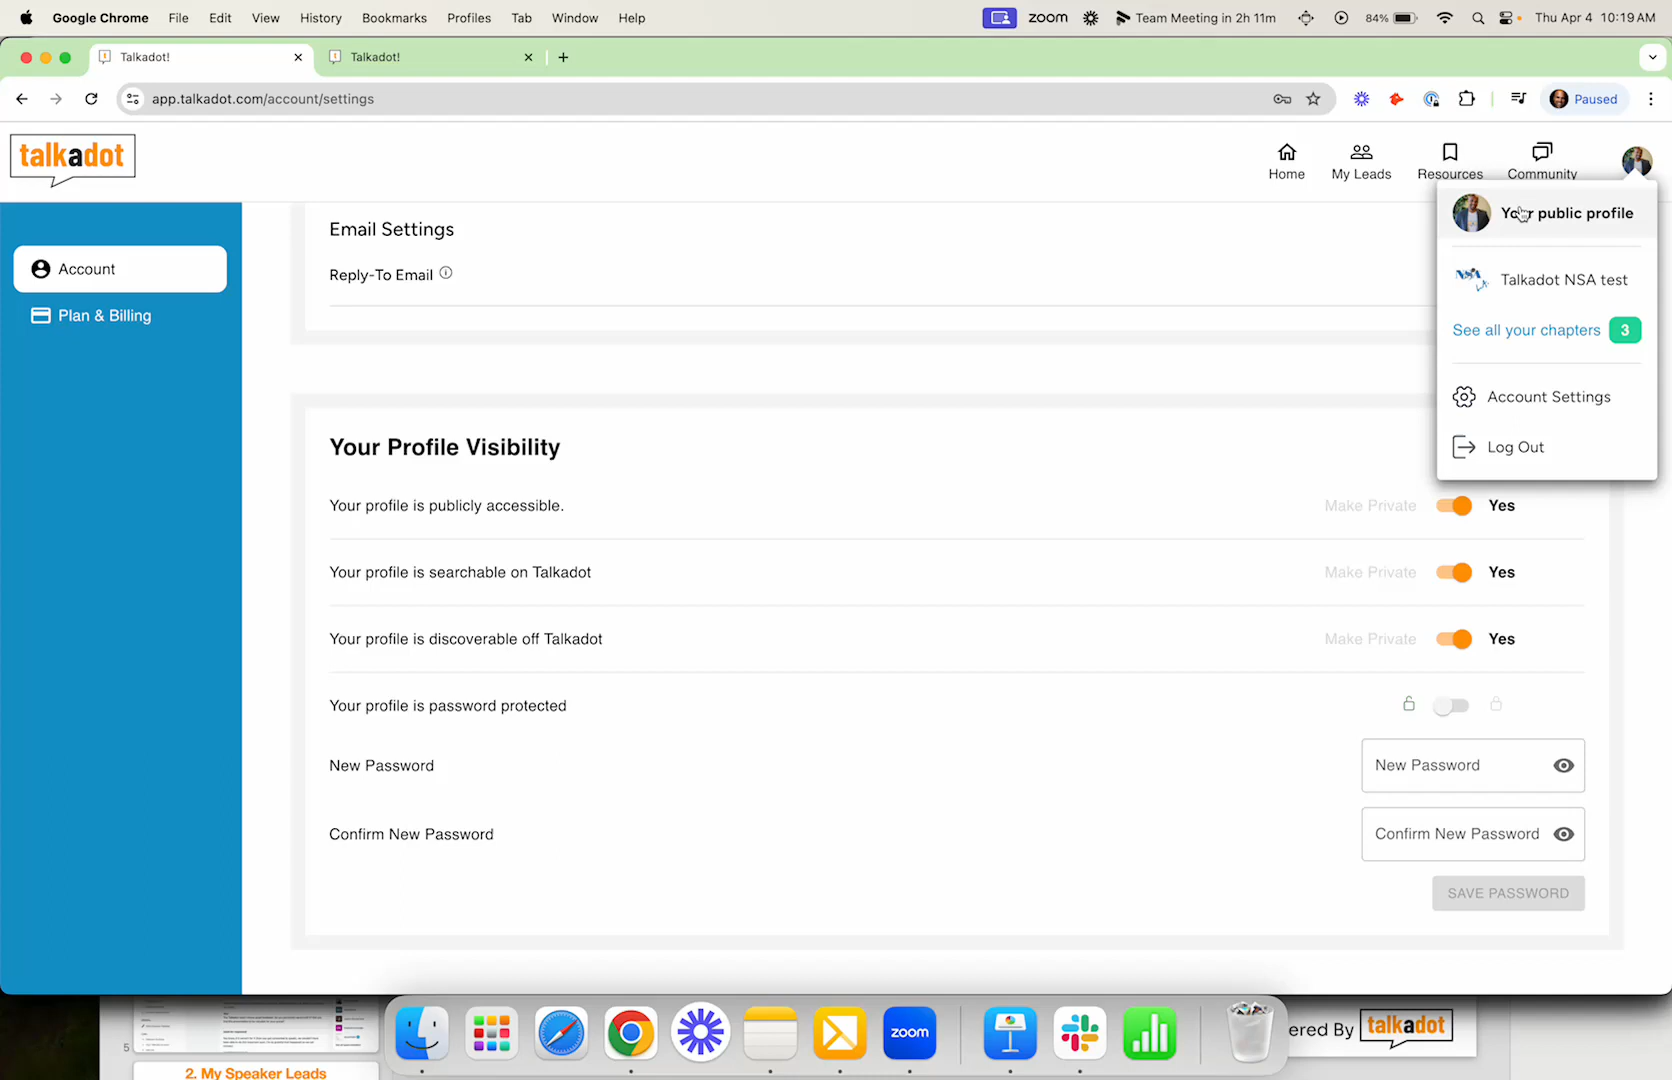 Google Chrome File Edit View History Bookmarks Profiles Tab Window Help zoom Team Meeting in 2h 11m 84% Thu Apr 4 10:19 AM
Talkadot! Talkadot!
app.talkadot.com/account/settings Paused
talkadot
Home My Leads Resources Community
Your public profile
Talkadot NSA test
See all your chapters 3
Account Settings
Log Out
Account
Plan & Billing
Email Settings
Reply-To Email
Your Profile Visibility
Your profile is publicly accessible. Make Private Yes
Your profile is searchable on Talkadot Make Private Yes
Your profile is discoverable off Talkadot Make Private Yes
Your profile is password protected
New Password New Password
Confirm New Password Confirm New Password
SAVE PASSWORD
zoom
ered By talkadot
5
2. My Speaker Leads